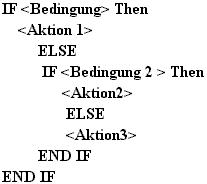 IF <Bedingung> Then
<Aktion 1>
ELSE
IF <Bedingung 2 > Then
<Aktion2>
ELSE
<Aktion3>
END IF
END IF